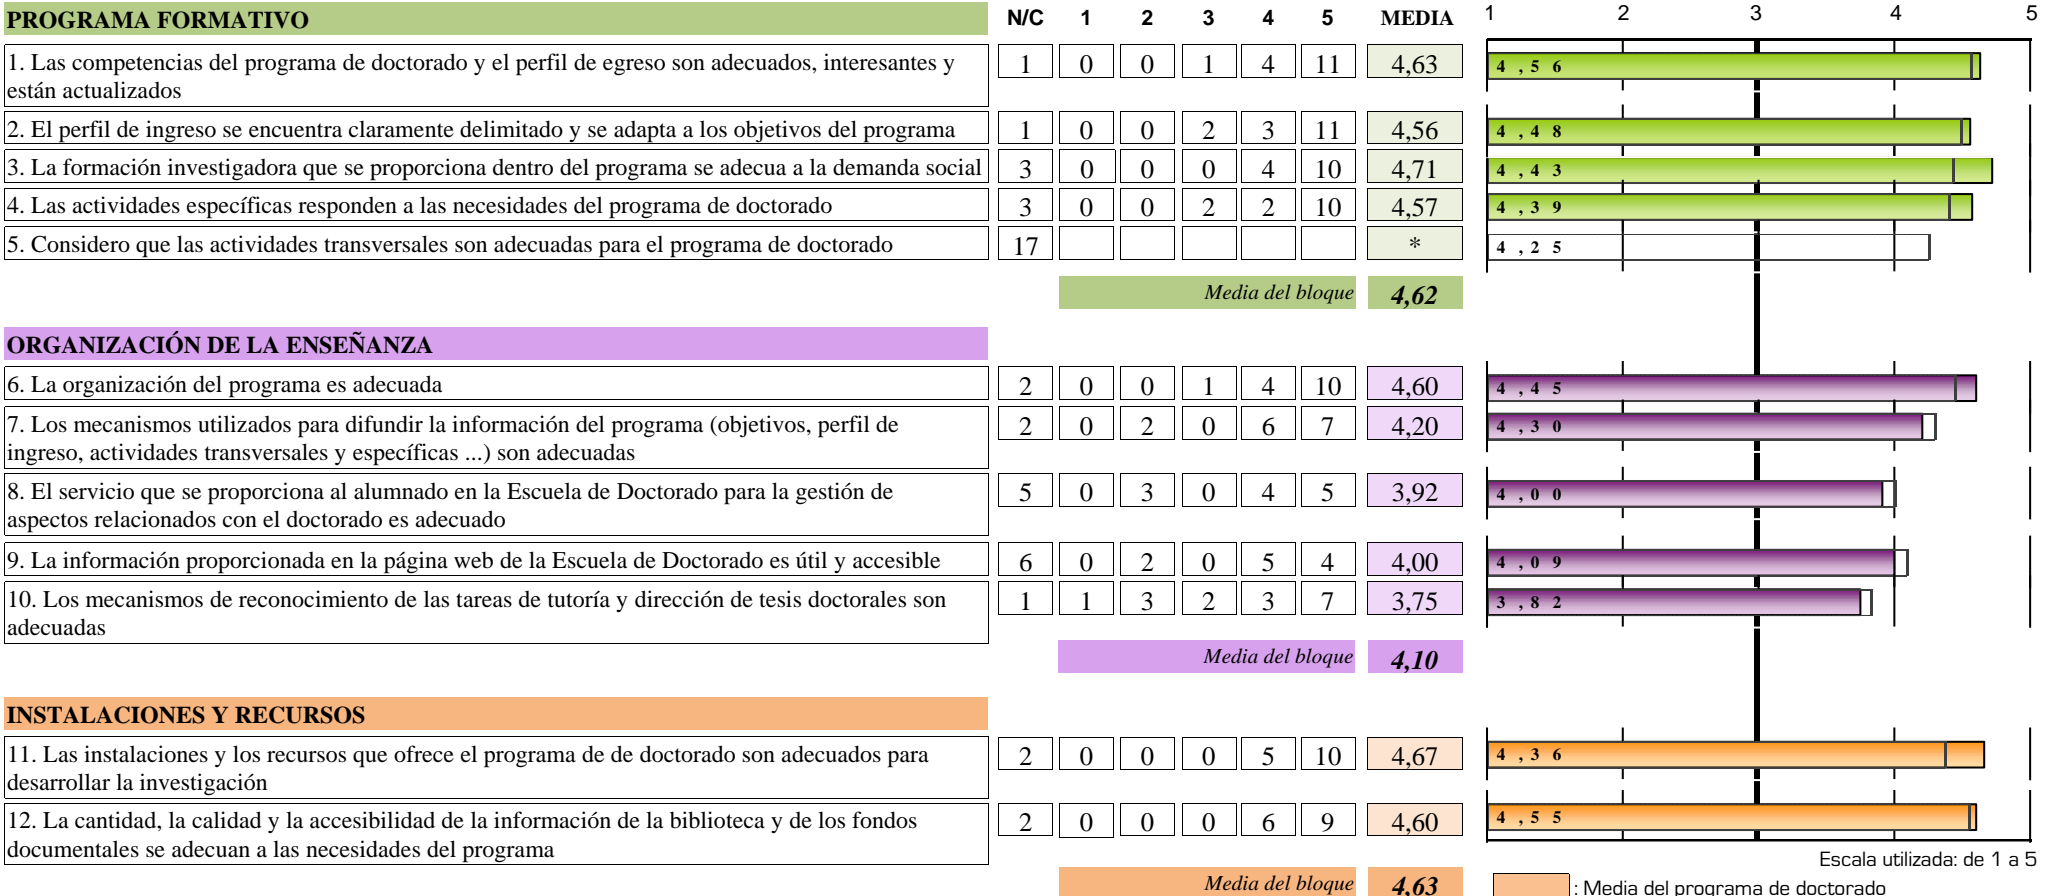 PROGRAMA FORMATIVO N/C 1 2 3 4 5 MEDIA 1 2 3 4 5
1. Las competencias del programa de doctorado y el perfil de egreso son adecuados, interesantes y 1 0 0 1 4 11 4,63 4,56
están actualizados
2. El perfil de ingreso se encuentra claramente delimitado y se adapta a los objetivos del programa 1 0 0 2 3 11 4,56 4,48
3. La formación investigadora que se proporciona dentro del programa se adecua a la demanda social 3 0 0 0 4 10 4,71 4,43
4. Las actividades específicas responden a las necesidades del programa de doctorado 3 0 0 2 2 10 4,57 4,39
5. Considero que las actividades transversales son adecuadas para el programa de doctorado 17 * 4,25
Media del bloque 4,62
ORGANIZACIÓN DE LA ENSEÑANZA
6. La organización del programa es adecuada 2 0 0 1 4 10 4,60 4,45
7. Los mecanismos utilizados para difundir la información del programa (objetivos, perfil de 2 0 2 0 6 7 4,20 4,30
ingreso, actividades transversales y específicas ...) son adecuadas
8. El servicio que se proporciona al alumnado en la Escuela de Doctorado para la gestión de 5 0 3 0 4 5 3,92 4,00
aspectos relacionados con el doctorado es adecuado
9. La información proporcionada en la página web de la Escuela de Doctorado es útil y accesible 6 0 2 0 5 4 4,00 4,09
10. Los mecanismos de reconocimiento de las tareas de tutoría y dirección de tesis doctorales son 1 1 3 2 3 7 3,75 3,82
adecuadas
Media del bloque 4,10
INSTALACIONES Y RECURSOS
11. Las instalaciones y los recursos que ofrece el programa de de doctorado son adecuados para 2 0 0 0 5 10 4,67 4,36
desarrollar la investigación
12. La cantidad, la calidad y la accesibilidad de la información de la biblioteca y de los fondos 2 0 0 0 6 9 4,60 4,55
documentales se adecuan a las necesidades del programa
Escala utilizada: de 1 a 5
Media del bloque 4,63 : Media del programa de doctorado